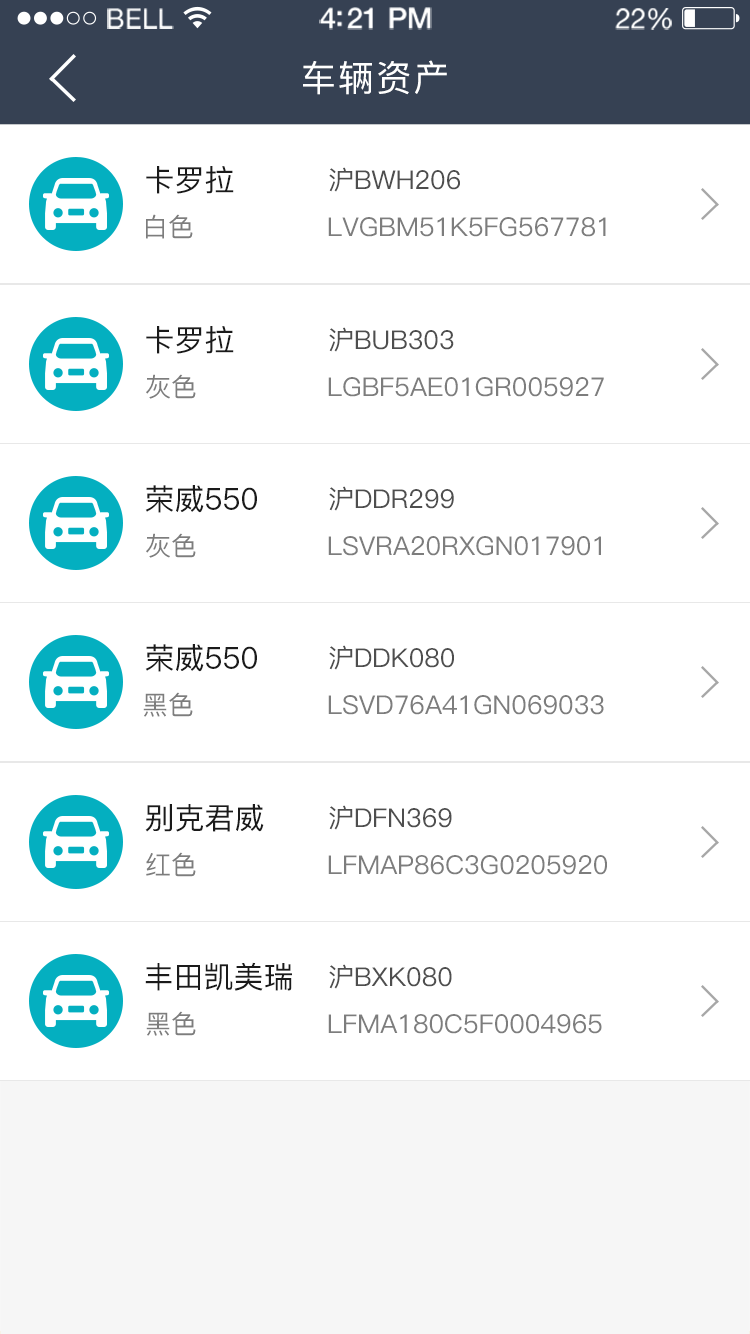 BELL 4:21 PM 22%
车辆资产
卡罗拉 沪BWH206
白色 LVGBM51K5FG567781
卡罗拉 沪BUB303
灰色 LGBF5AE01GR005927
荣威550 沪DDR299
灰色 LSVRA20RXGN017901
荣威550 沪DDK080
黑色 LSVD76A41GN069033
别克君威 沪DFN369
红色 LFMAP86C3G0205920
丰田凯美瑞 沪BXK080
黑色 LFMA180C5F0004965